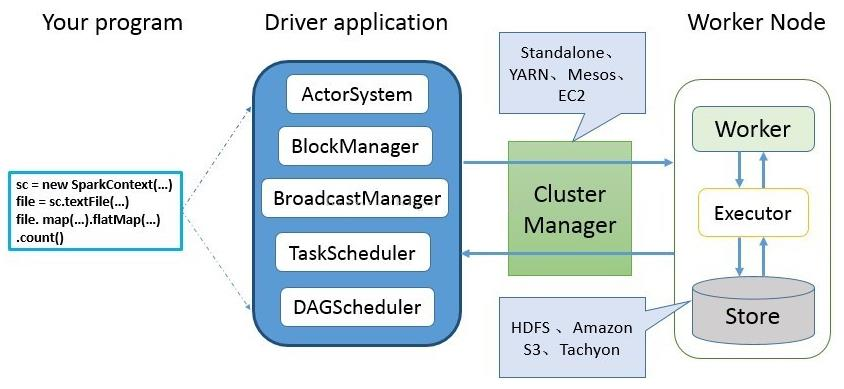 Your program
Driver application
Worker Node
sc = new SparkContext(...)
file = sc.textFile(...)
file. map(...).flatMap(...)
.count()
ActorSystem
BlockManager
BroadcastManager
TaskScheduler
DAGScheduler
Standalone、
YARN、Mesos、
EC2
Cluster
Manager
HDFS 、Amazon
S3、Tachyon
Worker
Executor
Store